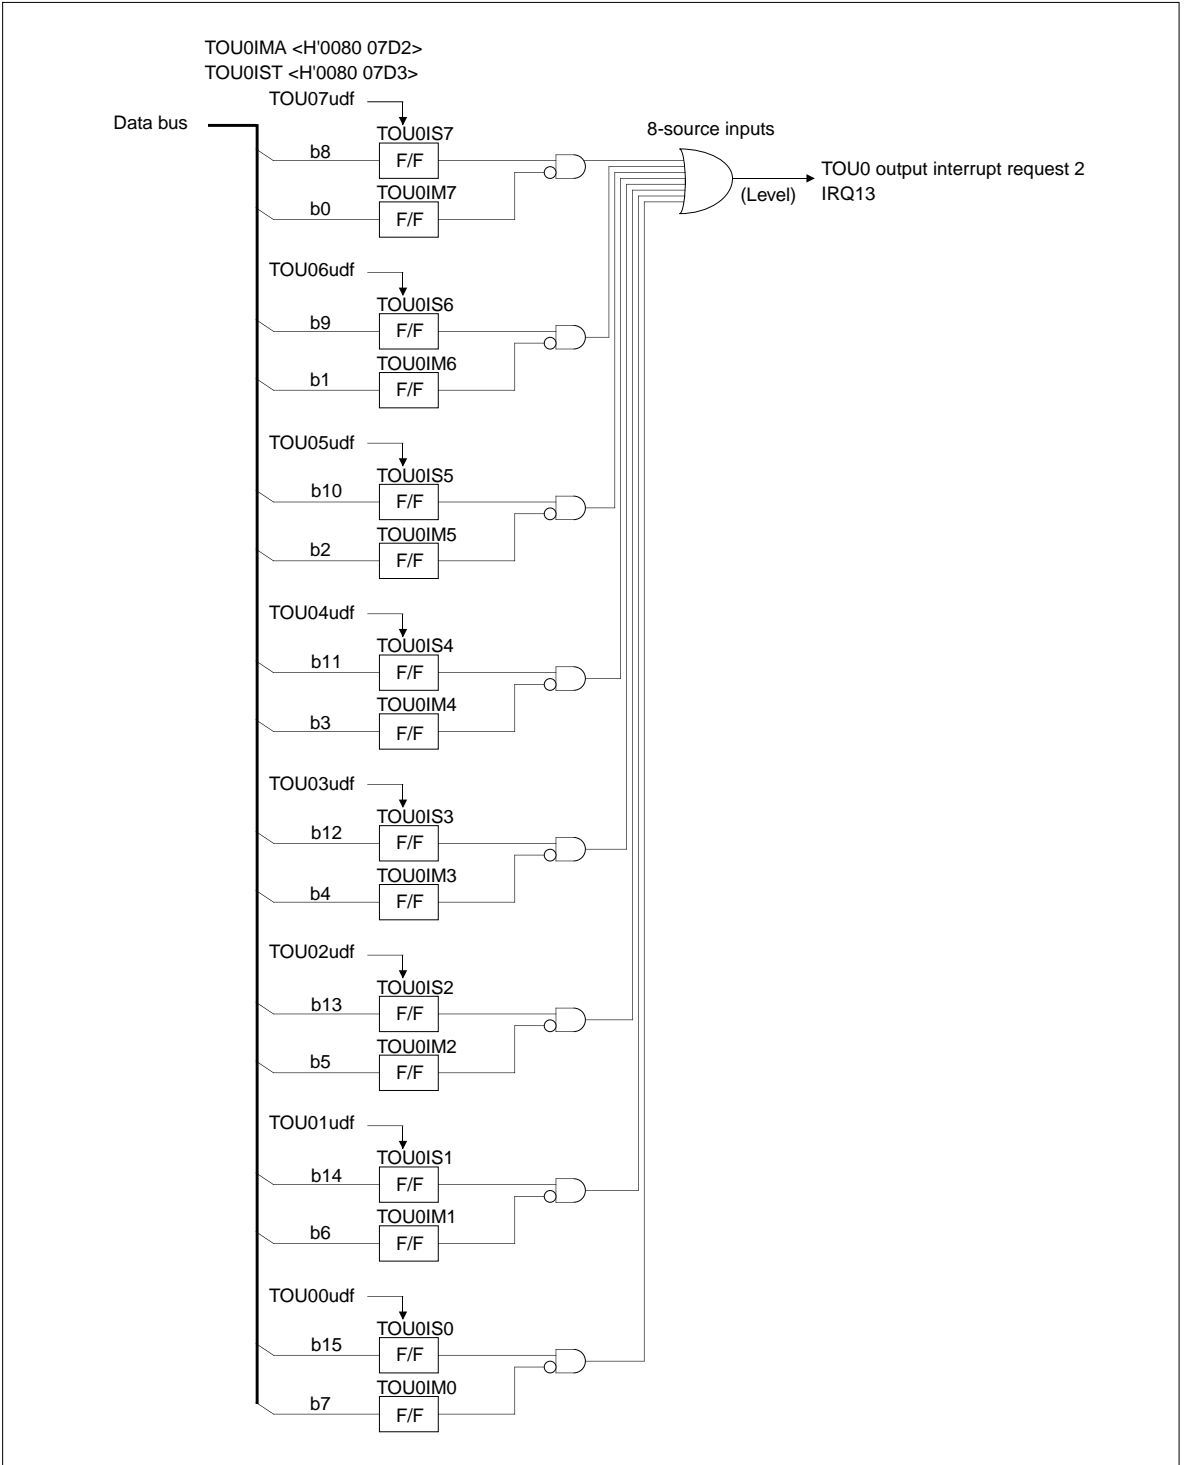 TOU0IMA <H'0080 07D2>
TOU0IST <H'0080 07D3>
TOU07udf
Data bus
TOU0IS7
8-source inputs
b8
F/F
TOU0 output interrupt request 2
(Level)
IRQ13
TOU0IM7
b0
F/F
TOU06udf
TOU0IS6
b9
F/F
TOU0IM6
b1
F/F
TOU05udf
TOU0IS5
b10
F/F
TOU0IM5
b2
F/F
TOU04udf
TOU0IS4
b11
F/F
TOU0IM4
b3
F/F
TOU03udf
TOU0IS3
b12
F/F
TOU0IM3
b4
F/F
TOU02udf
TOU0IS2
b13
F/F
TOU0IM2
b5
F/F
TOU01udf
TOU0IS1
b14
F/F
TOU0IM1
b6
F/F
TOU00udf
TOU0IS0
b15
F/F
TOU0IM0
b7
F/F